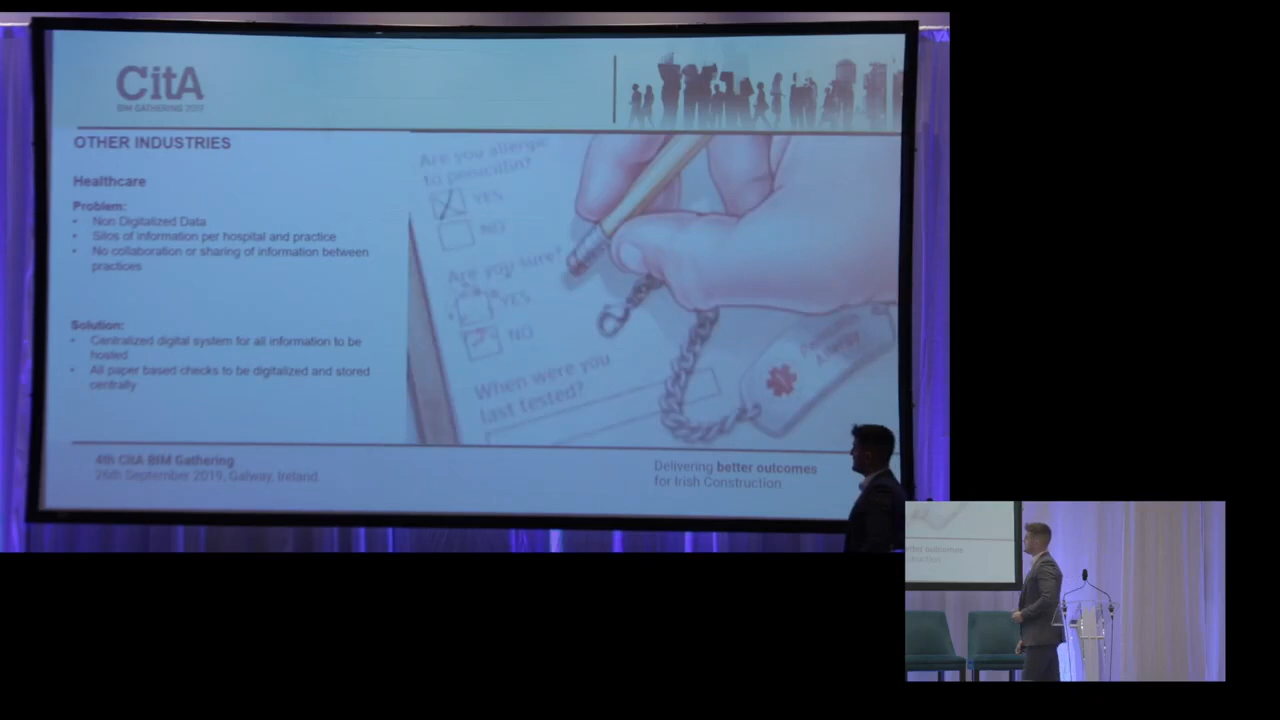 CitA
BIM GATHERING 2019
OTHER INDUSTRIES
Healthcare
Problem:
• Non Digitalized Data
• Silos of information per hospital and practice
• No collaboration or sharing of information between
practices
Solution:
• Centralized digital system for all information to be
hosted
• All paper based checks to be digitalized and stored
centrally
Are you allergic
to penicillin?
YES
NO
Are you sure?
YES
NO
When were you
last tested?
Allergy
4th CitA BIM Gathering
26th September 2019, Galway, Ireland
Delivering better outcomes
for Irish Construction
outcomes